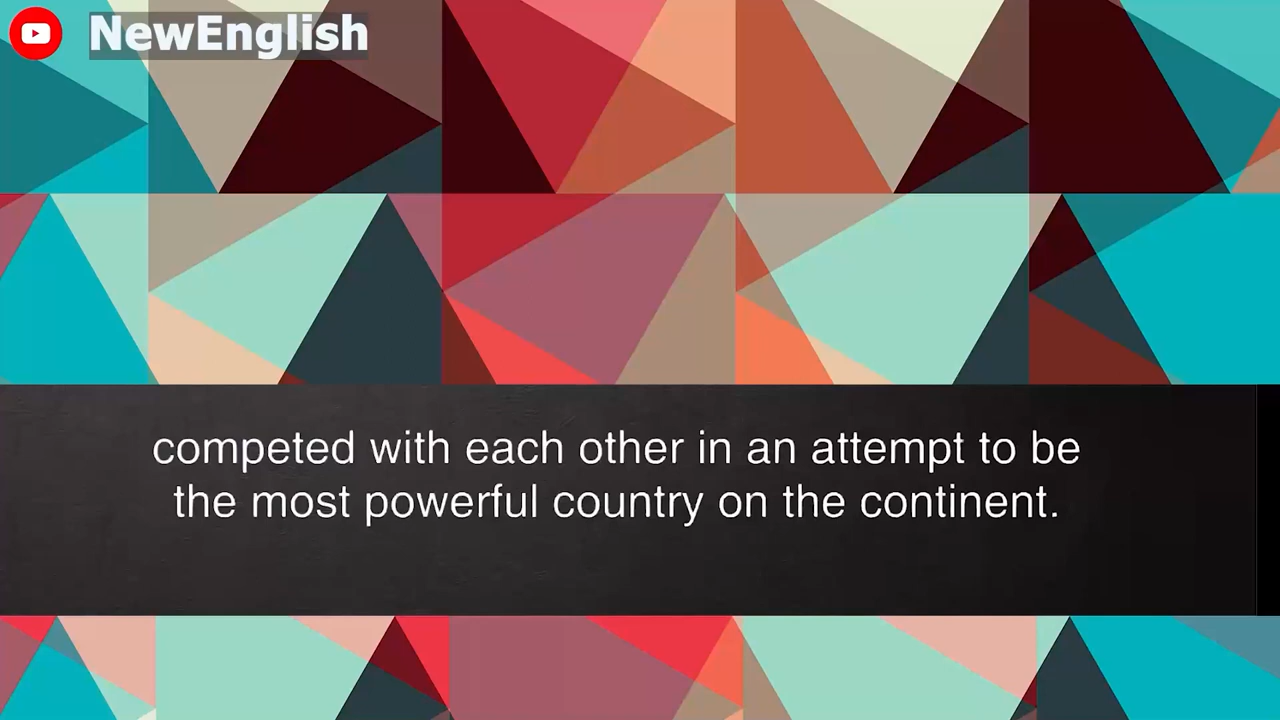 NewEnglish
competed with each other in an attempt to be
the most powerful country on the continent.